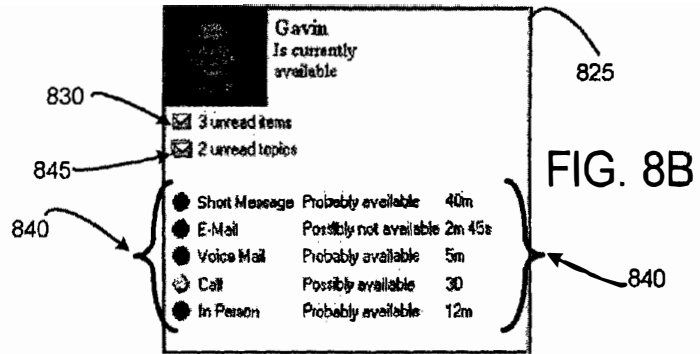 Gavin
Is currently
available
825
830
3 unread items
845
2 unread topics
FIG. 8B
840
Short Message Probably available 40m
E-Mail Possibly not available 2m 45s
Voice Mail Probably available 5m
Call Possibly available 30
In Person Probably available 12m
840